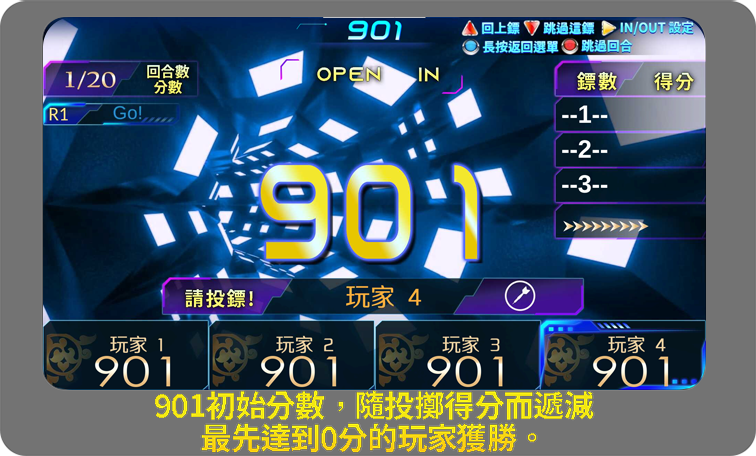 901
回上鏢 跳過這鏢 IN/OUT 設定
長按返回選單 跳過回合
1/20 回合數
分數
R1 Go!
OPEN IN
鏢數 得分
--1--
--2--
--3--
901
請投鏢!
玩家 4
玩家 1
901
玩家 2
901
玩家 3
901
玩家 4
901
901初始分數，隨投擲得分而遞減
最先達到0分的玩家獲勝。